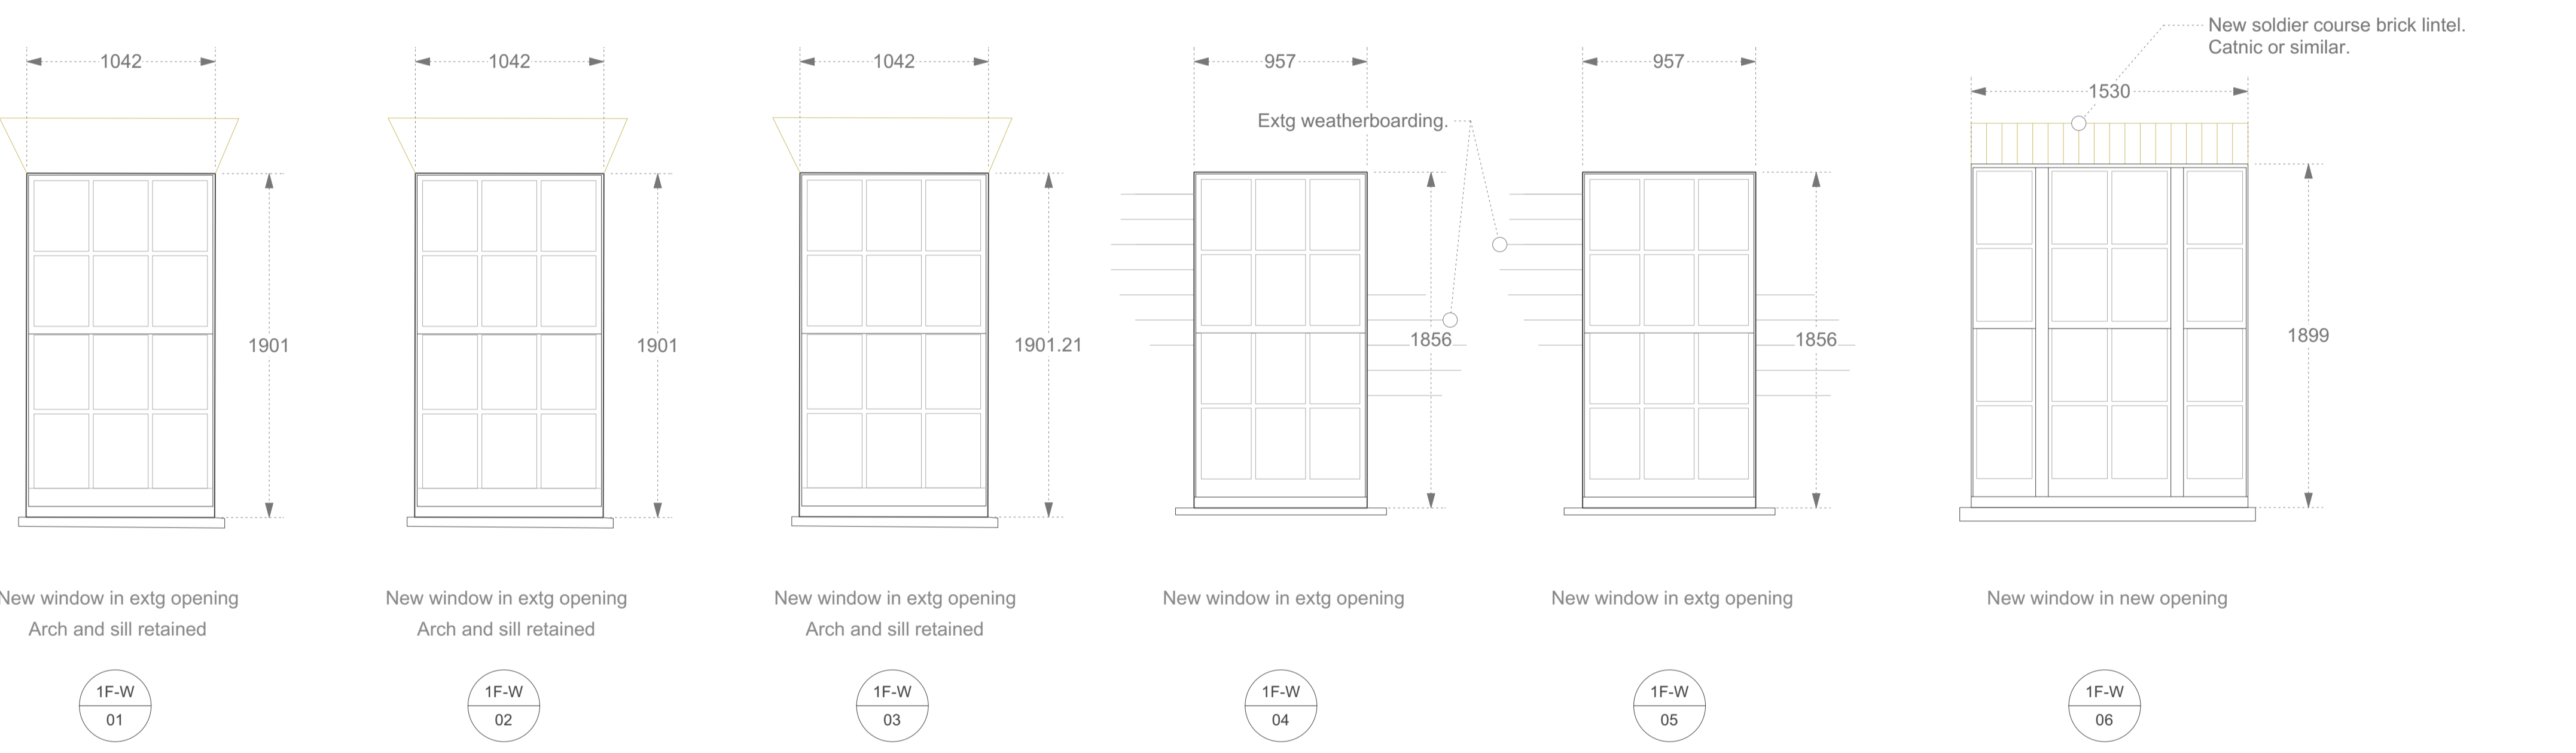 New soldier course brick lintel.
Catnic or similar.
1042
1042
1042
957
957
1530
Extg weatherboarding.
1901
1901
1901.21
1856
1856
1899
New window in extg opening
Arch and sill retained
New window in extg opening
Arch and sill retained
New window in extg opening
Arch and sill retained
New window in extg opening
New window in extg opening
New window in new opening
1F-W
01
1F-W
02
1F-W
03
1F-W
04
1F-W
05
1F-W
06